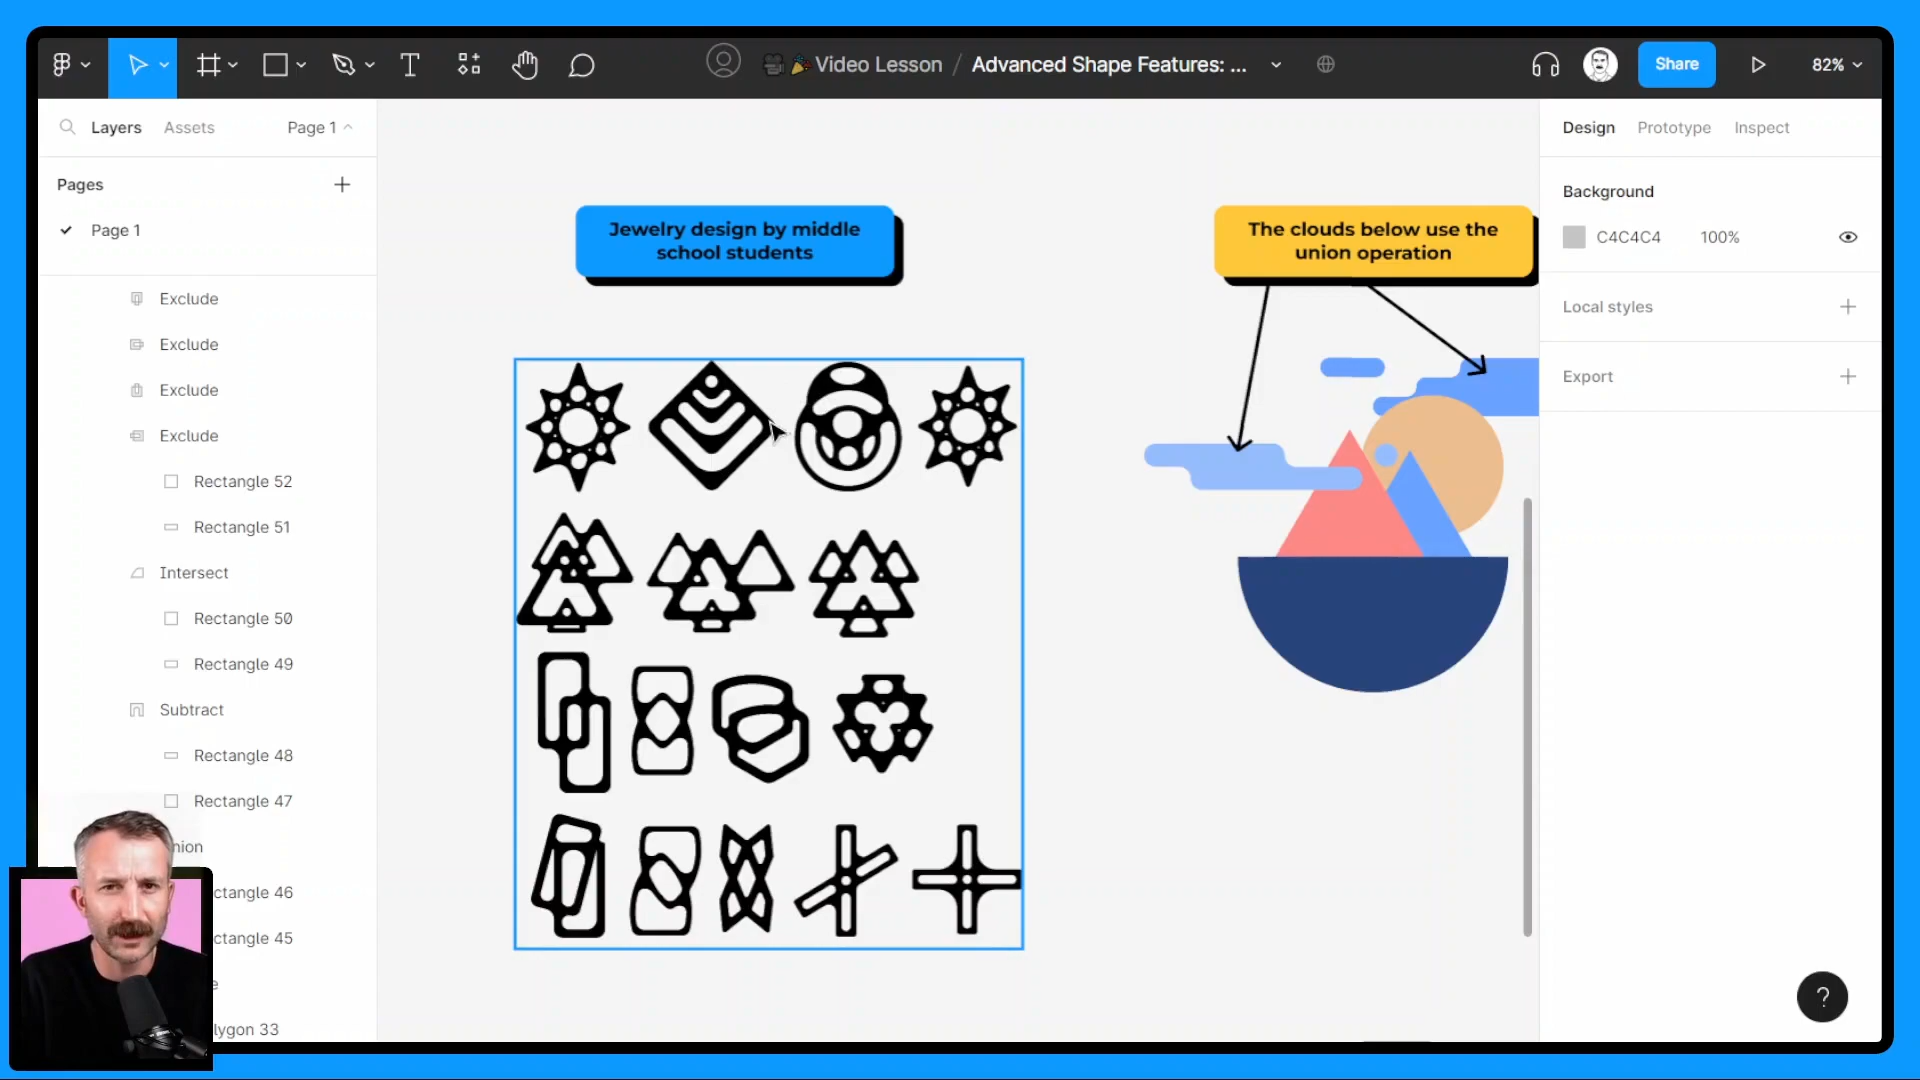 Video Lesson / Advanced Shape Features: ...
Share
82%
Layers
Assets
Page 1
Pages
Page 1
Exclude
Exclude
Exclude
Exclude
Rectangle 52
Rectangle 51
Intersect
Rectangle 50
Rectangle 49
Subtract
Rectangle 48
Rectangle 47
nion
ctangle 46
ctangle 45
e
lygon 33
Jewelry design by middle
school students
The clouds below use the
union operation
Design
Prototype
Inspect
Background
C4C4C4
100%
Local styles
Export
?